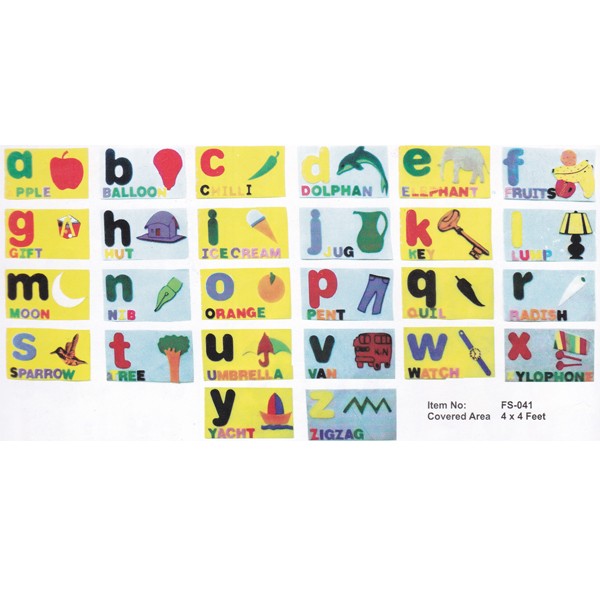 a
APPLE
b
BALLOON
c
CHILLI
d
DOLPHAN
e
ELEPHANT
f
FRUITS
g
GIFT
h
HUT
i
ICE CREAM
j
JUG
k
KEY
l
LUMP
m
MOON
n
NIB
o
ORANGE
p
PENT
q
QUIL
r
RADISH
s
SPARROW
t
TREE
u
UMBRELLA
v
VAN
w
WATCH
x
XYLOPHONE
y
YACHT
z
ZIGZAG
Item No: FS-041
Covered Area 4 x 4 Feet